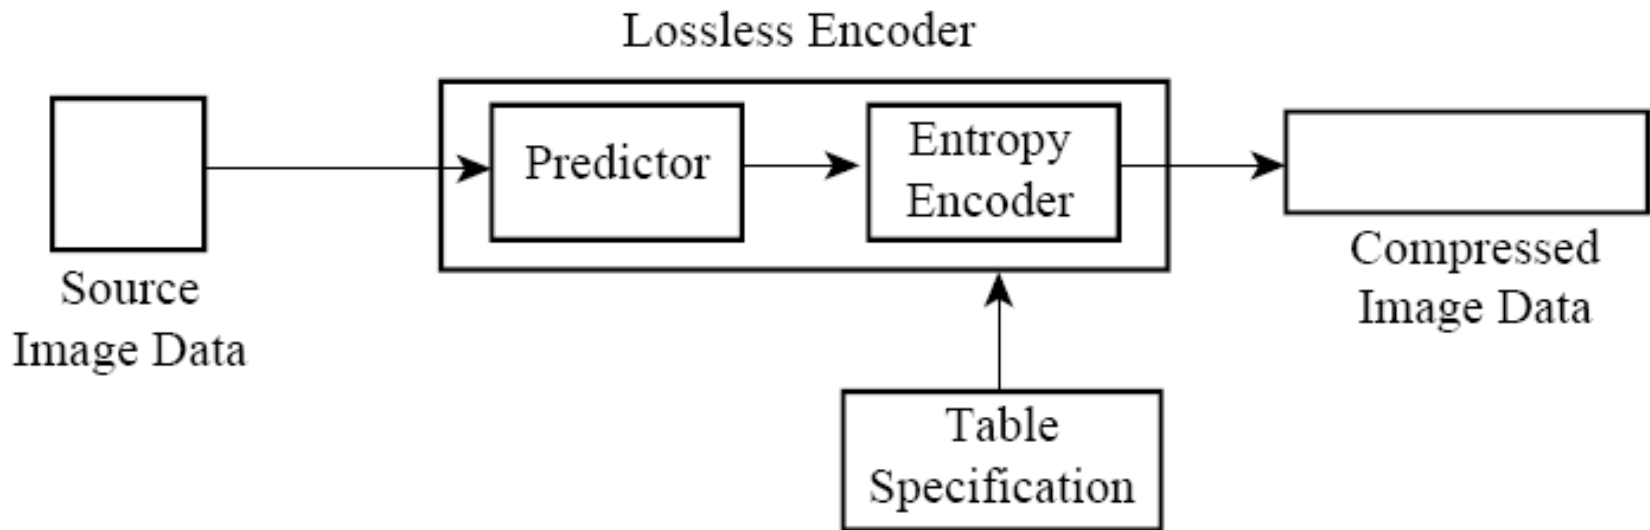 Lossless Encoder
Predictor
Entropy
Encoder
Source
Image Data
Compressed
Image Data
Table
Specification